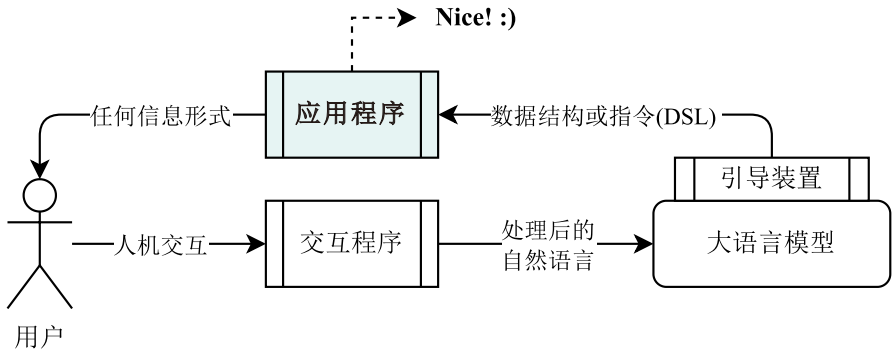 Nice! :)
任何信息形式
应用程序
数据结构或指令(DSL)
引导装置
人机交互
交互程序
处理后的
自然语言
大语言模型
用户